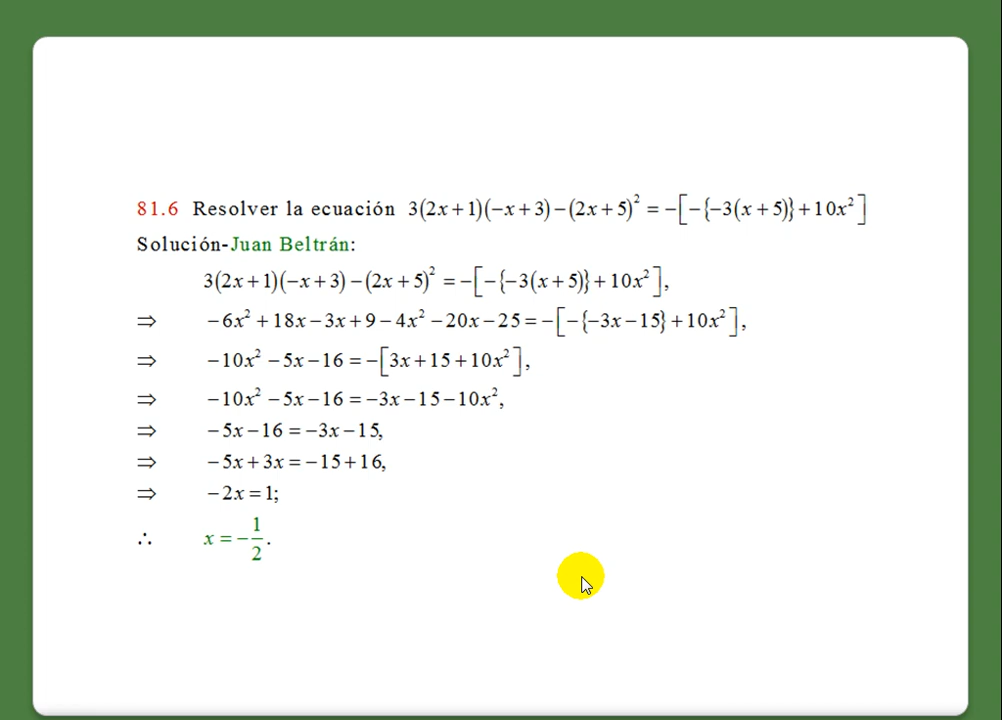 81.6 Resolver la ecuación 3(2x+1)(−x+3)−(2x+5)² = −[−{−3(x+5)}+10x²]
Solución-Juan Beltrán:
3(2x+1)(−x+3)−(2x+5)² = −[−{−3(x+5)}+10x²],
⇒ −6x²+18x−3x+9−4x²−20x−25 = −[−{−3x−15}+10x²],
⇒ −10x²−5x−16 = −[3x+15+10x²],
⇒ −10x²−5x−16 = −3x−15−10x²,
⇒ −5x−16 = −3x−15,
⇒ −5x+3x = −15+16,
⇒ −2x = 1;
∴ x = −1/2.